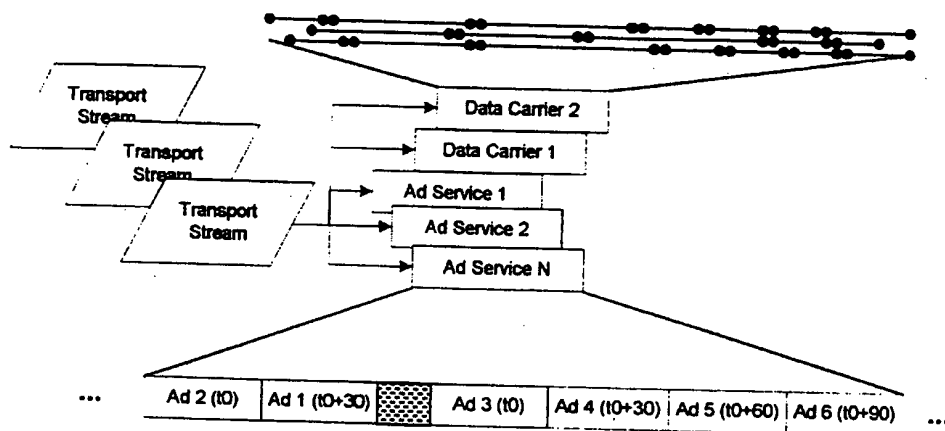 Transport
Stream
Transport
Stream
Transport
Stream
Data Carrier 2
Data Carrier 1
Ad Service 1
Ad Service 2
Ad Service N
... Ad 2 (t0) Ad 1 (t0+30) Ad 3 (t0) Ad 4 (t0+30) Ad 5 (t0+60) Ad 6 (t0+90) ...